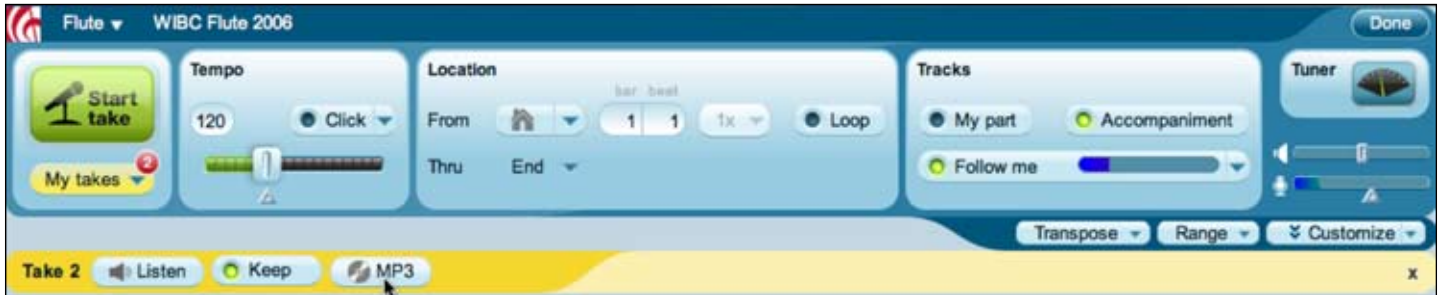 Flute WIBC Flute 2006 Done
Start take
My takes 2
Tempo
120 Click
Location
bar beat
From 1 1 1x Loop
Thru End
Tracks
My part Accompaniment
Follow me
Tuner
Transpose Range Customize
Take 2 Listen Keep MP3 x